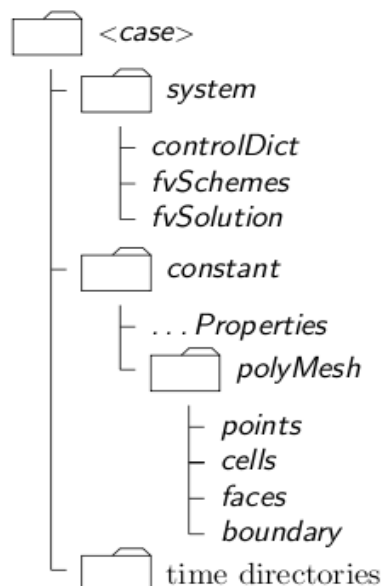 <case>
system
controlDict
fvSchemes
fvSolution
constant
...Properties
polyMesh
points
cells
faces
boundary
time directories